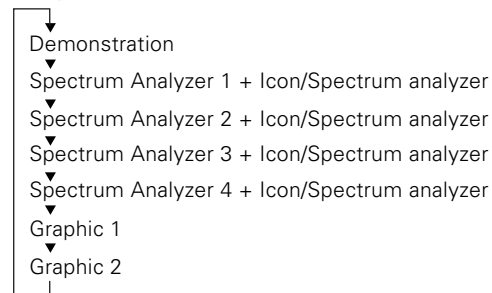 Demonstration
Spectrum Analyzer 1 + Icon/Spectrum analyzer
Spectrum Analyzer 2 + Icon/Spectrum analyzer
Spectrum Analyzer 3 + Icon/Spectrum analyzer
Spectrum Analyzer 4 + Icon/Spectrum analyzer
Graphic 1
Graphic 2